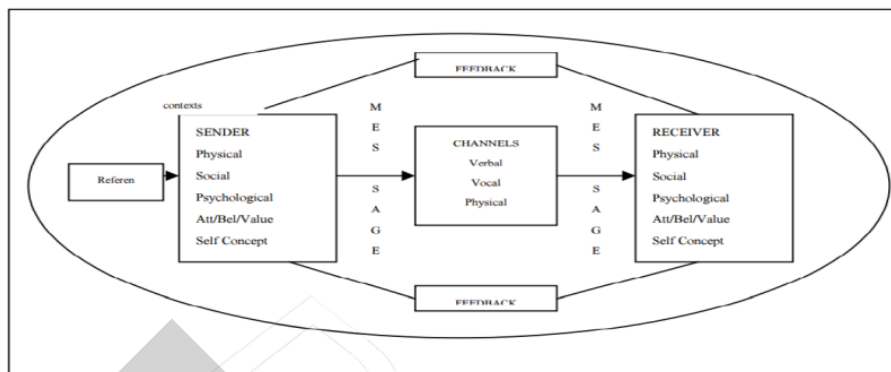 FEEDBACK
contexts
SENDER
Physical
Social
Psychological
Att/Bel/Value
Self Concept
Referen
M
E
S
S
A
G
E
CHANNELS
Verbal
Vocal
Physical
M
E
S
S
A
G
E
RECEIVER
Physical
Social
Psychological
Att/Bel/Value
Self Concept
FEEDBACK